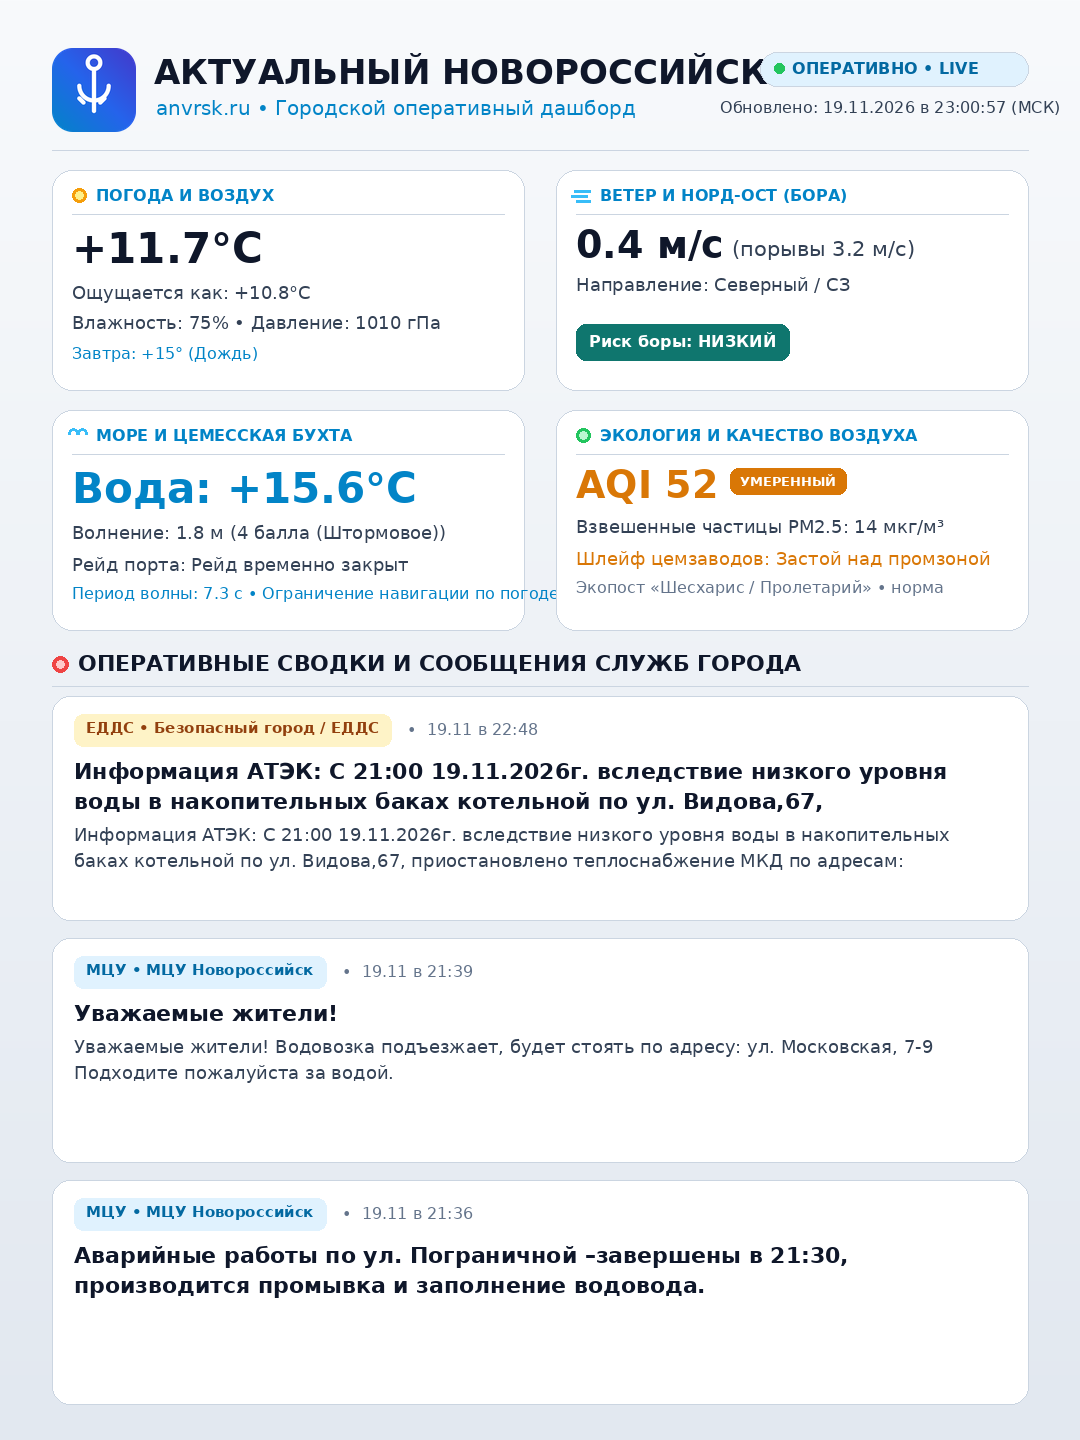 АКТУАЛЬНЫЙ НОВОРОССИЙСК
ОПЕРАТИВНО • LIVE
anvrsk.ru • Городской оперативный дашборд
Обновлено: 19.11.2026 в 23:00:57 (МСК)
ПОГОДА И ВОЗДУХ
+11.7°C
Ощущается как: +10.8°C
Влажность: 75% • Давление: 1010 гПа
Завтра: +15° (Дождь)
ВЕТЕР И НОРД-ОСТ (БОРА)
0.4 м/с (порывы 3.2 м/с)
Направление: Северный / СЗ
Риск боры: НИЗКИЙ
МОРЕ И ЦЕМЕССКАЯ БУХТА
Вода: +15.6°C
Волнение: 1.8 м (4 балла (Штормовое))
Рейд порта: Рейд временно закрыт
Период волны: 7.3 с • Ограничение навигации по погоде
ЭКОЛОГИЯ И КАЧЕСТВО ВОЗДУХА
AQI 52 УМЕРЕННЫЙ
Взвешенные частицы PM2.5: 14 мкг/м³
Шлейф цемзаводов: Застой над промзоной
Экопост «Шесхарис / Пролетарий» • норма
ОПЕРАТИВНЫЕ СВОДКИ И СООБЩЕНИЯ СЛУЖБ ГОРОДА
ЕДДС • Безопасный город / ЕДДС • 19.11 в 22:48
Информация АТЭК: С 21:00 19.11.2026г. вследствие низкого уровня
воды в накопительных баках котельной по ул. Видова,67,
Информация АТЭК: С 21:00 19.11.2026г. вследствие низкого уровня воды в накопительных
баках котельной по ул. Видова,67, приостановлено теплоснабжение МКД по адресам:
МЦУ • МЦУ Новороссийск • 19.11 в 21:39
Уважаемые жители!
Уважаемые жители! Водовозка подъезжает, будет стоять по адресу: ул. Московская, 7-9
Подходите пожалуйста за водой.
МЦУ • МЦУ Новороссийск • 19.11 в 21:36
Аварийные работы по ул. Пограничной –завершены в 21:30,
производится промывка и заполнение водовода.